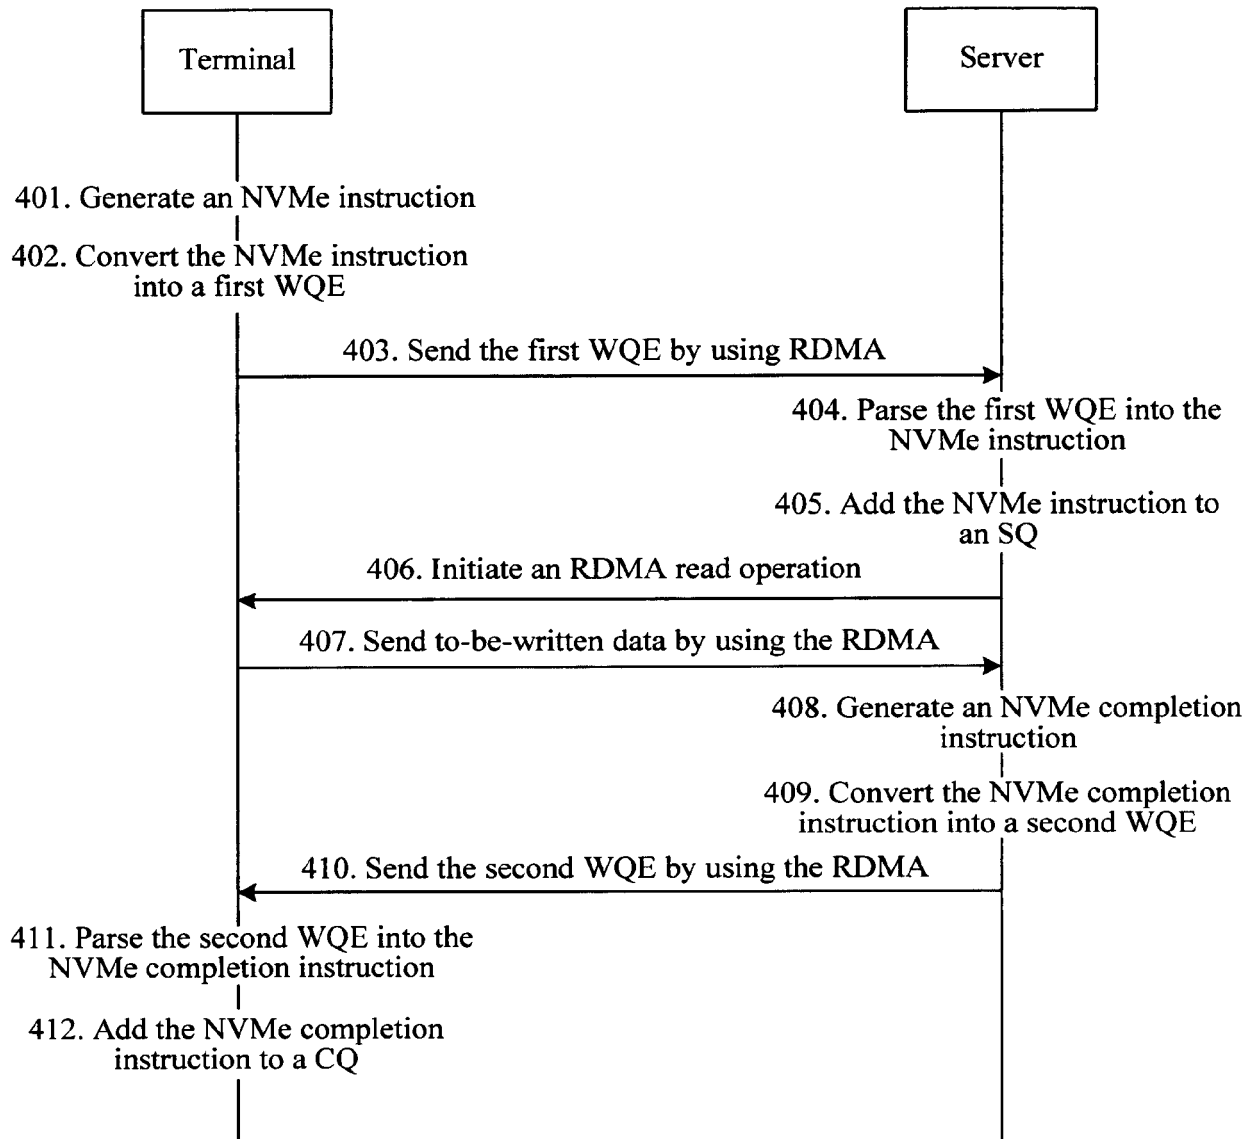 Terminal
Server
401. Generate an NVMe instruction
402. Convert the NVMe instruction
into a first WQE
403. Send the first WQE by using RDMA
404. Parse the first WQE into the
NVMe instruction
405. Add the NVMe instruction to
an SQ
406. Initiate an RDMA read operation
407. Send to-be-written data by using the RDMA
408. Generate an NVMe completion
instruction
409. Convert the NVMe completion
instruction into a second WQE
410. Send the second WQE by using the RDMA
411. Parse the second WQE into the
NVMe completion instruction
412. Add the NVMe completion
instruction to a CQ